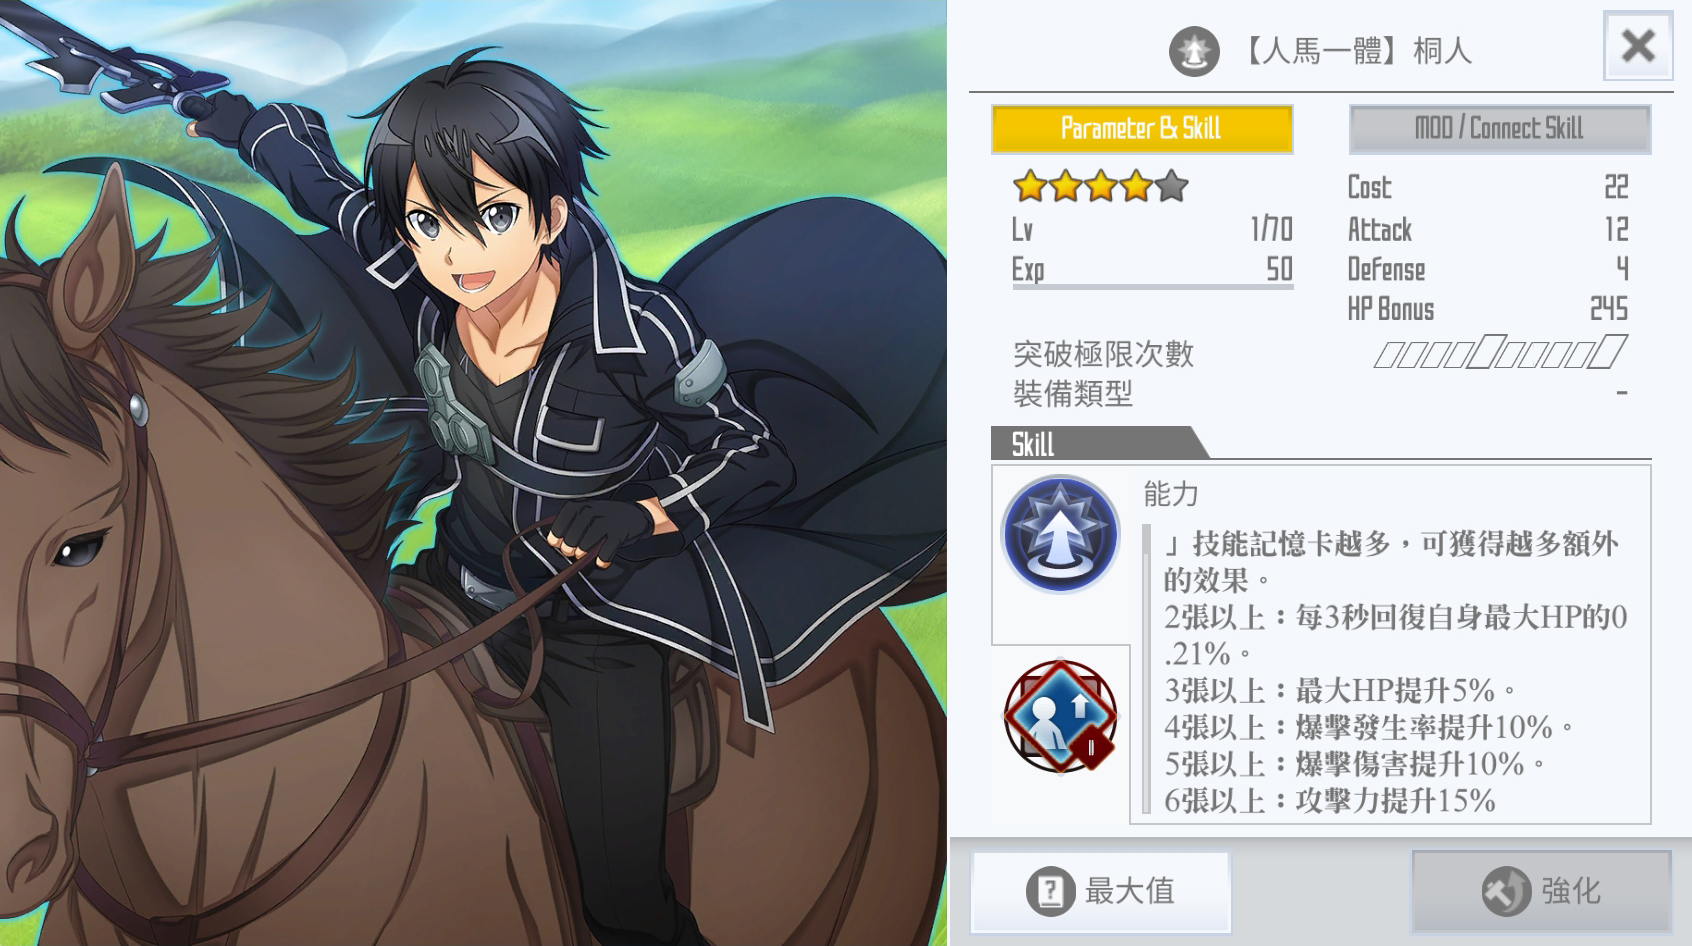 【人馬一體】桐人
Parameter & Skill
MOD / Connect Skill
Lv 1/70
Exp 50
Cost 22
Attack 12
Defense 4
HP Bonus 245
突破極限次數
裝備類型 -
Skill
能力
」技能記憶卡越多，可獲得越多額外
的效果。
2張以上：每3秒回復自身最大HP的0
.21%。
3張以上：最大HP提升5%。
4張以上：爆擊發生率提升10%。
5張以上：爆擊傷害提升10%。
6張以上：攻擊力提升15%
II
?
最大值
強化